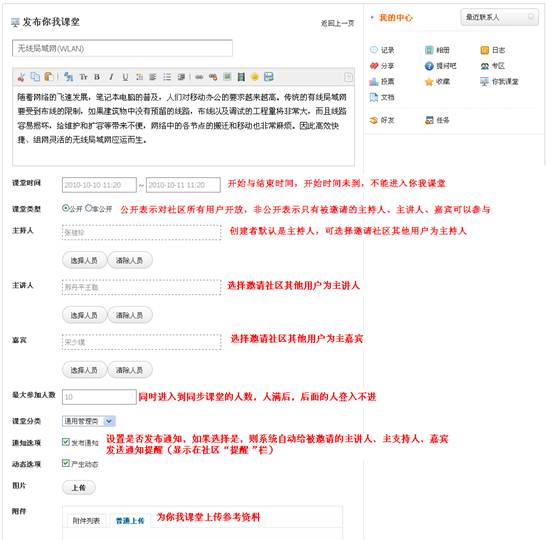 发布你我课堂
返回上一页
无线局域网(WLAN)
随着网络的飞速发展，笔记本电脑的普及，人们对移动办公的要求越来越高。传统的有线局域网
要受到布线的限制，如果建筑物中没有预留的线路，布线以及调试的工程量将非常大，而且线路
容易损坏，给维护和扩容等带来不便，网络中的各节点的搬迁和移动也非常麻烦。因此高效快
捷、组网灵活的无线局域网应运而生。
课堂时间 2010-10-10 11:20 ~ 2010-10-11 11:20 开始与结束时间，开始时间未到，不能进入你我课堂
课堂类型 公开 非公开 公开表示对社区所有用户开放，非公开表示只有被邀请的主持人、主讲人、嘉宾可以参与
主持人 创建者默认是主持人，可选择邀请社区其他用户为主持人
选择人员 清除人员
主讲人 选择邀请社区其他用户为主讲人
选择人员 清除人员
嘉宾 选择邀请社区其他用户为主嘉宾
选择人员 清除人员
最大参加人数 10 同时进入到同步课堂的人数，人满后，后面的人登入不进
课堂分类 通用管理类
通知选项 发布通知 设置是否发布通知，如果选择是，则系统自动给被邀请的主讲人、主支持人、嘉宾
发送通知提醒（显示在社区“提醒”栏）
动态选项 产生动态
图片 上传
附件 附件列表 普通上传 为你我课堂上传参考资料
我的中心 最近联系人
记录 相册 日志
分享 提问吧 专区
投票 收藏 你我课堂
文档
好友 任务